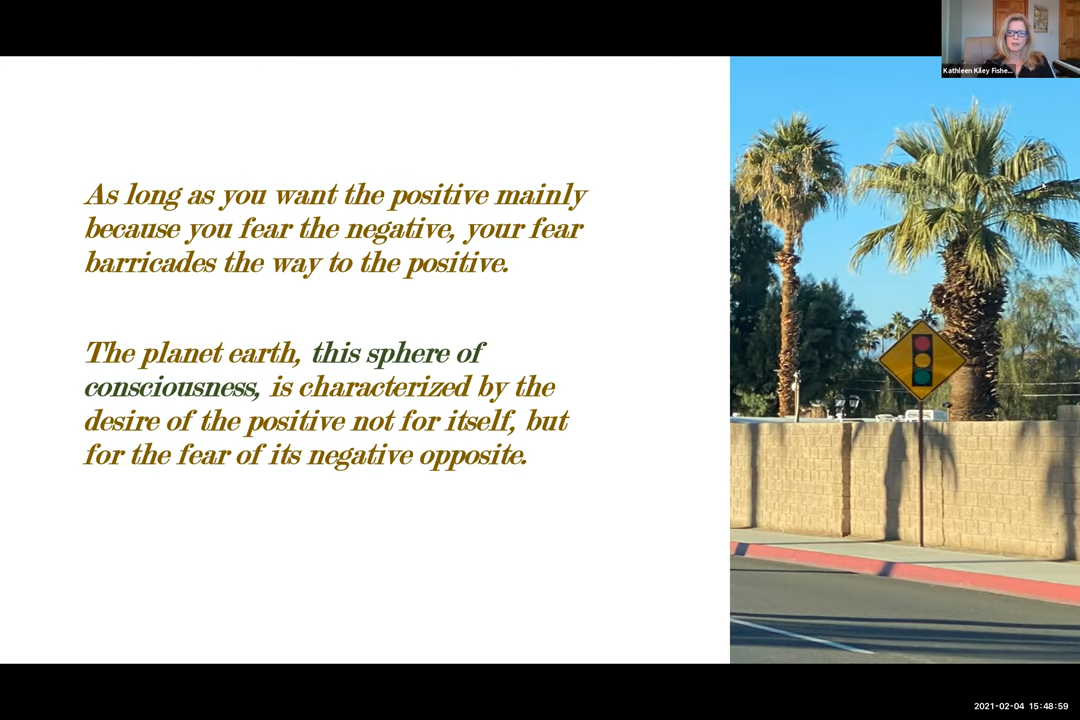 Kathleen Kiley Fishe...
As long as you want the positive mainly
because you fear the negative, your fear
barricades the way to the positive.
The planet earth, this sphere of
consciousness, is characterized by the
desire of the positive not for itself, but
for the fear of its negative opposite.
2021-02-04 15:48:59